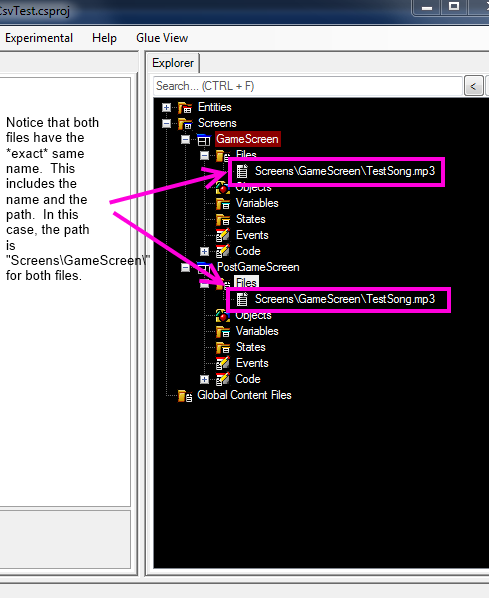 CsvTest.csproj
Experimental Help Glue View
Explorer
Search... (CTRL + F)
<
Entities
Screens
GameScreen
Files
Screens\GameScreen\TestSong.mp3
Objects
Variables
States
Events
Code
PostGameScreen
Files
Screens\GameScreen\TestSong.mp3
Objects
Variables
States
Events
Code
Global Content Files
Notice that both
files have the
*exact* same
name. This
includes the
name and the
path. In this
case, the path
is
"Screens\GameScreen\"
for both files.